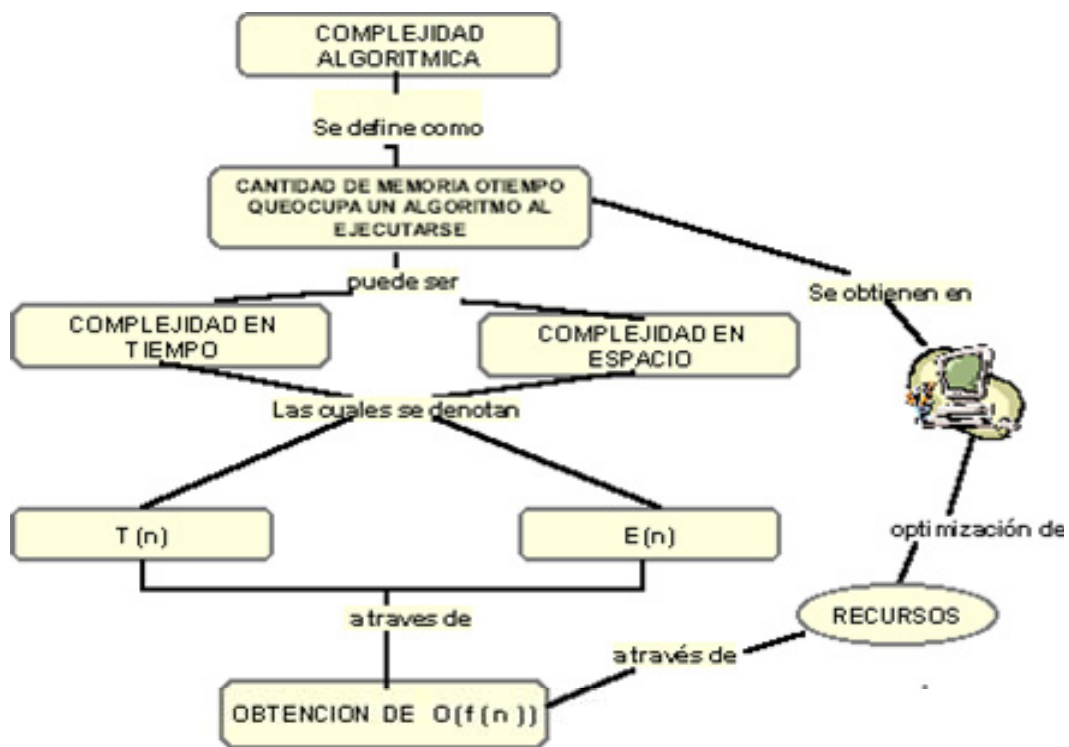 COMPLEJIDAD
ALGORITMICA
Se define como
CANTIDAD DE MEMORIA OTIEMPO
QUEOCUPA UN ALGORITMO AL
EJECUTARSE
puede ser
Se obtienen en
COMPLEJIDAD EN
TIEMPO
COMPLEJIDAD EN
ESPACIO
Las cuales se denotan
T (n)
E (n)
optimización de
a traves de
RECURSOS
a través de
OBTENCION DE O(f(n))